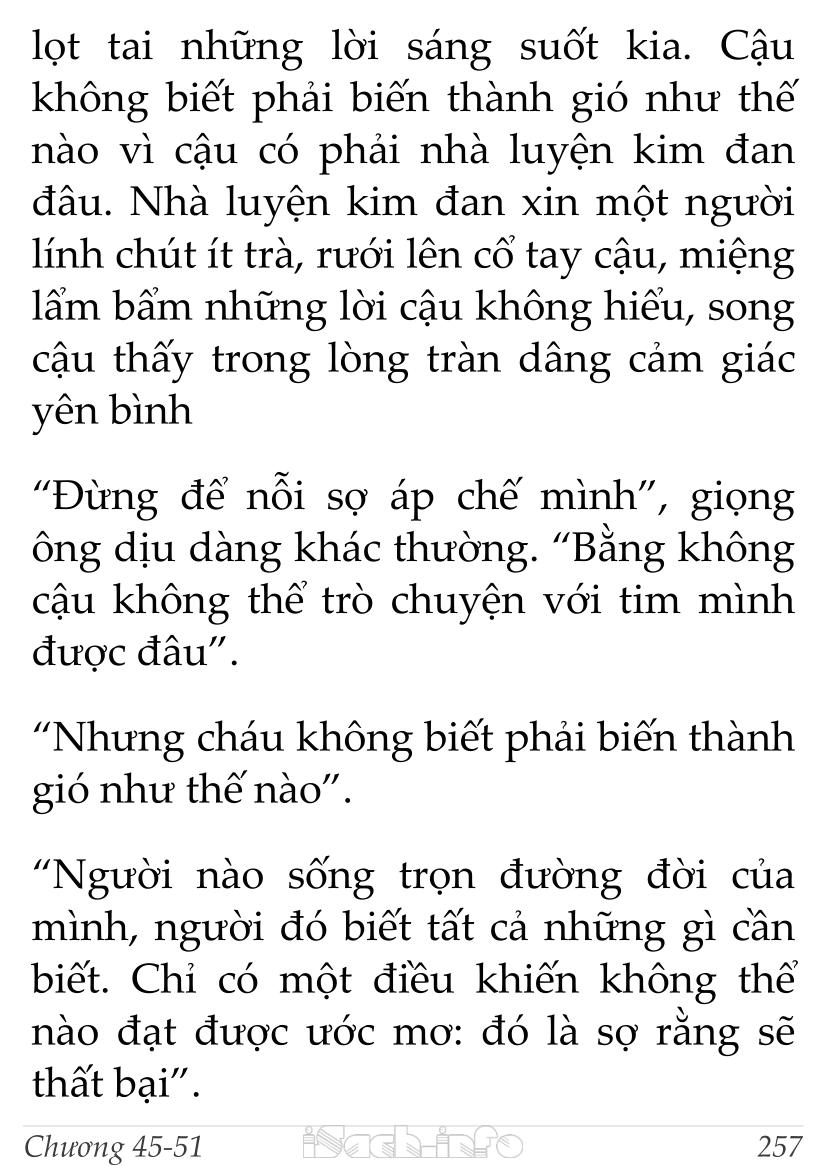 lọt tai những lời sáng suốt kia. Cậu
không biết phải biến thành gió như thế
nào vì cậu có phải nhà luyện kim đan
đâu. Nhà luyện kim đan xin một người
lính chút ít trà, rưới lên cổ tay cậu, miệng
lẩm bẩm những lời cậu không hiểu, song
cậu thấy trong lòng tràn dâng cảm giác
yên bình
“Đừng để nỗi sợ áp chế mình”, giọng
ông dịu dàng khác thường. “Bằng không
cậu không thể trò chuyện với tim mình
được đâu”.
“Nhưng cháu không biết phải biến thành
gió như thế nào”.
“Người nào sống trọn đường đời của
mình, người đó biết tất cả những gì cần
biết. Chỉ có một điều khiến không thể
nào đạt được ước mơ: đó là sợ rằng sẽ
thất bại”.
Chương 45-51 iSach.info 257